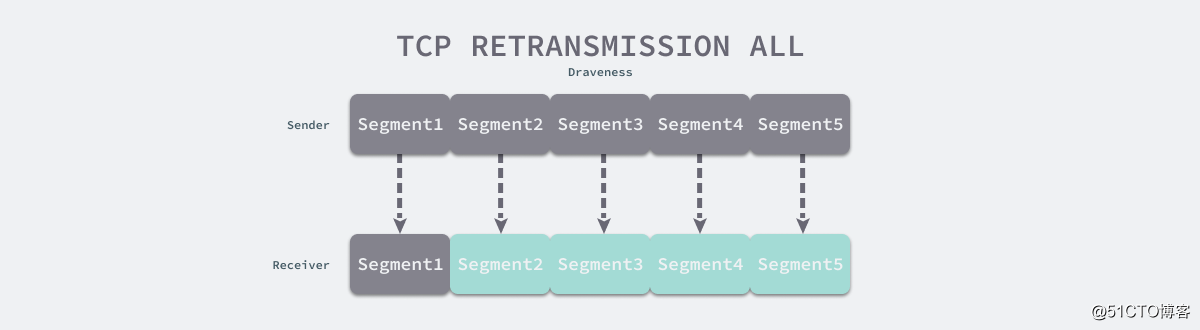 TCP RETRANSMISSION ALL
Draveness
Sender
Segment1 Segment2 Segment3 Segment4 Segment5
Receiver
Segment1 Segment2 Segment3 Segment4 Segment5
@51CTO博客